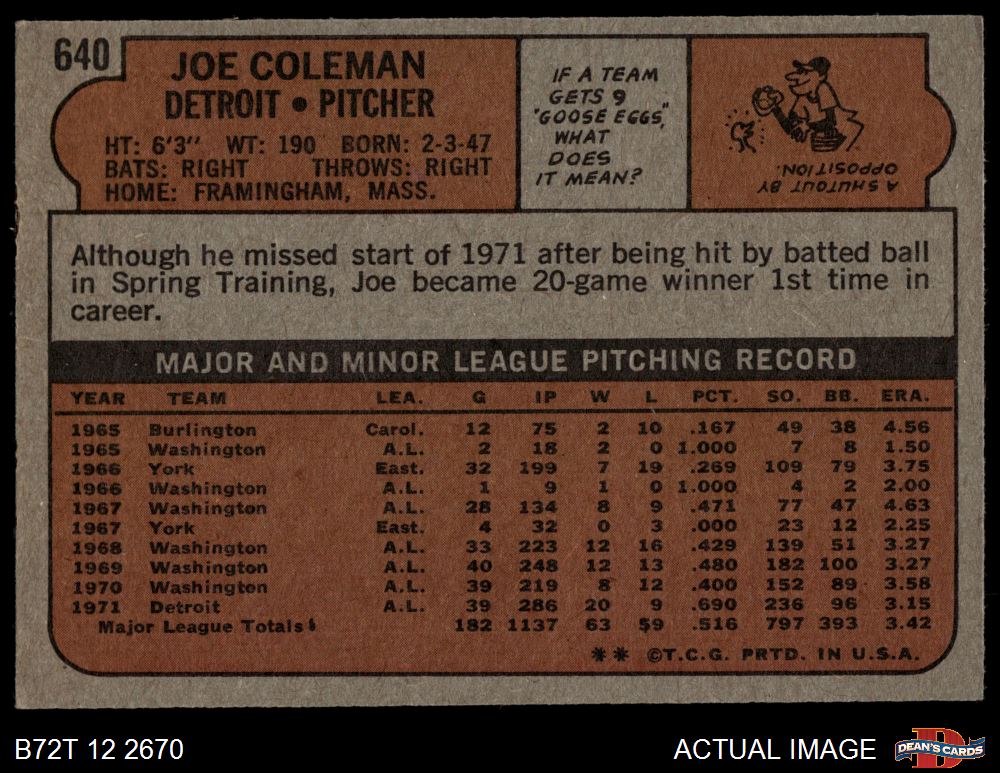 640
JOE COLEMAN
DETROIT • PITCHER
HT: 6'3" WT: 190 BORN: 2-3-47
BATS: RIGHT THROWS: RIGHT
HOME: FRAMINGHAM, MASS.
IF A TEAM
GETS 9
"GOOSE EGGS",
WHAT
DOES
IT MEAN?
A SHUTOUT BY
OPPOSITION.
Although he missed start of 1971 after being hit by batted ball
in Spring Training, Joe became 20-game winner 1st time in
career.
MAJOR AND MINOR LEAGUE PITCHING RECORD
YEAR TEAM LEA. G IP W L PCT. SO. BB. ERA.
1965 Burlington Carol. 12 75 2 10 .167 49 38 4.56
1965 Washington A.L. 2 18 2 0 1.000 7 8 1.50
1966 York East. 32 199 7 19 .269 109 79 3.75
1966 Washington A.L. 1 9 1 0 1.000 4 2 2.00
1967 Washington A.L. 28 134 8 9 .471 77 47 4.63
1967 York East. 4 32 0 3 .000 23 12 2.25
1968 Washington A.L. 33 223 12 16 .429 139 51 3.27
1969 Washington A.L. 40 248 12 13 .480 182 100 3.27
1970 Washington A.L. 39 219 8 12 .400 152 89 3.58
1971 Detroit A.L. 39 286 20 9 .690 236 96 3.15
Major League Totals 182 1137 63 59 .516 797 393 3.42
** ©T.C.G. PRTD. IN U.S.A.
B72T 12 2670
ACTUAL IMAGE
D
DEAN'S CARDS